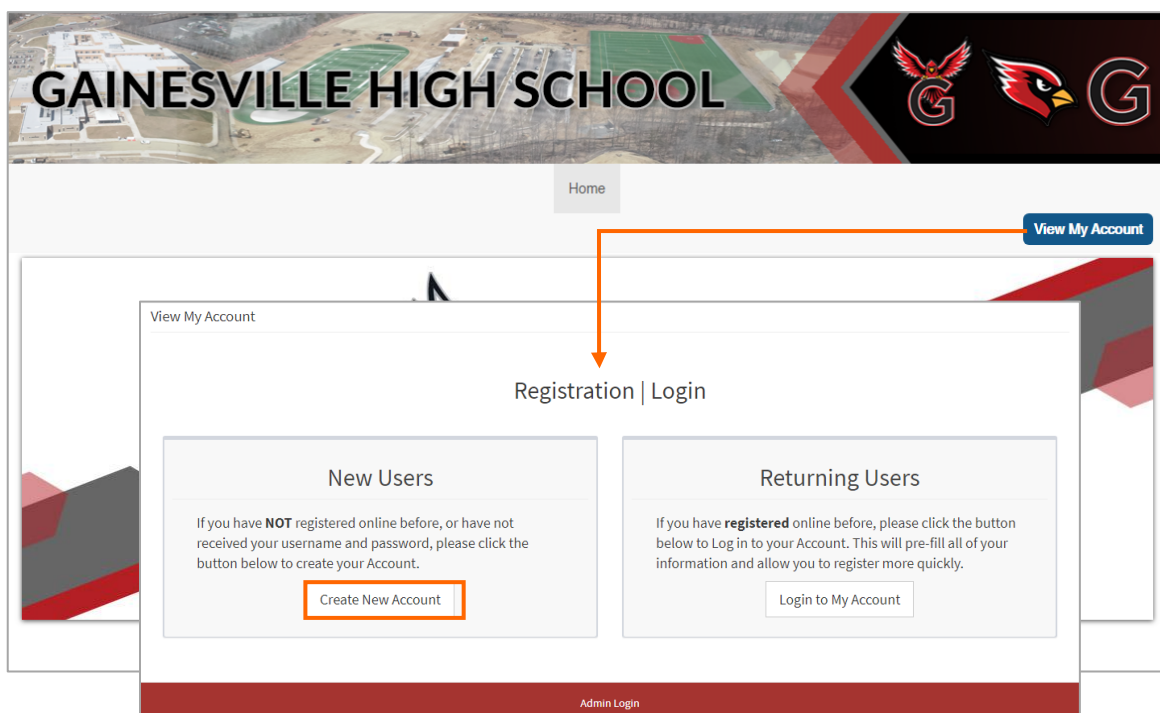 GAINESVILLE HIGH SCHOOL
G
G
Home
View My Account
View My Account
Registration | Login
New Users
If you have NOT registered online before, or have not
received your username and password, please click the
button below to create your Account.
Create New Account
Returning Users
If you have registered online before, please click the button
below to Log in to your Account. This will pre-fill all of your
information and allow you to register more quickly.
Login to My Account
Admin Login